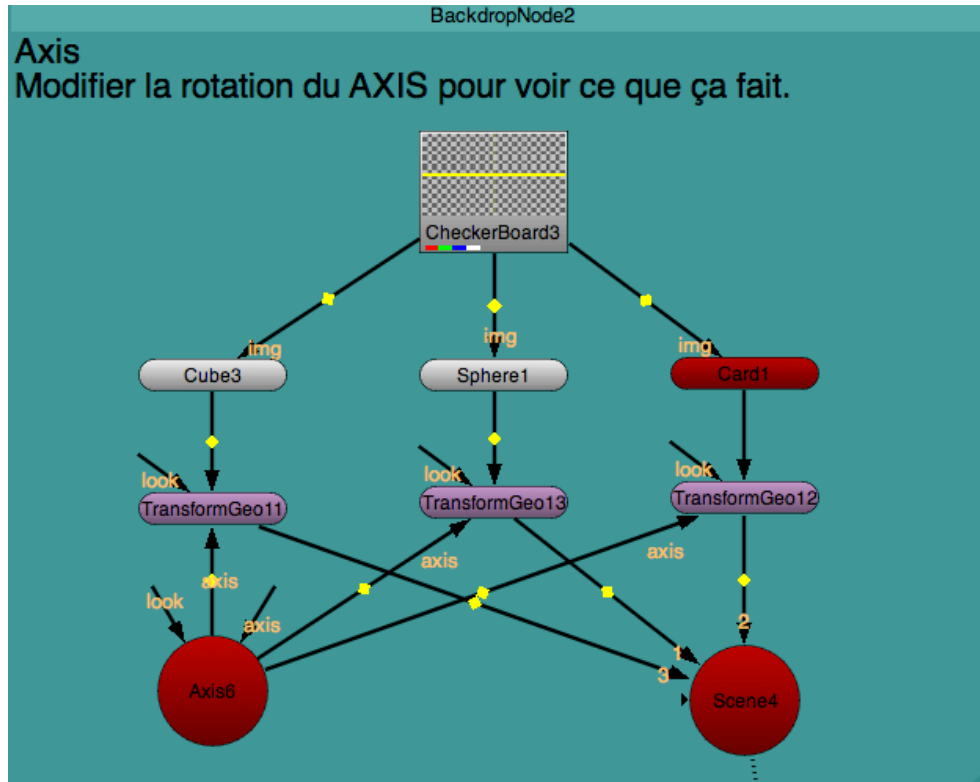 BackdropNode2
Axis
Modifier la rotation du AXIS pour voir ce que ça fait.
CheckerBoard3
img
img
img
Cube3
Sphere1
Card1
look
look
look
TransformGeo11
TransformGeo13
TransformGeo12
axis
axis
axis
look
axis
2
1
3
Axis6
Scene4